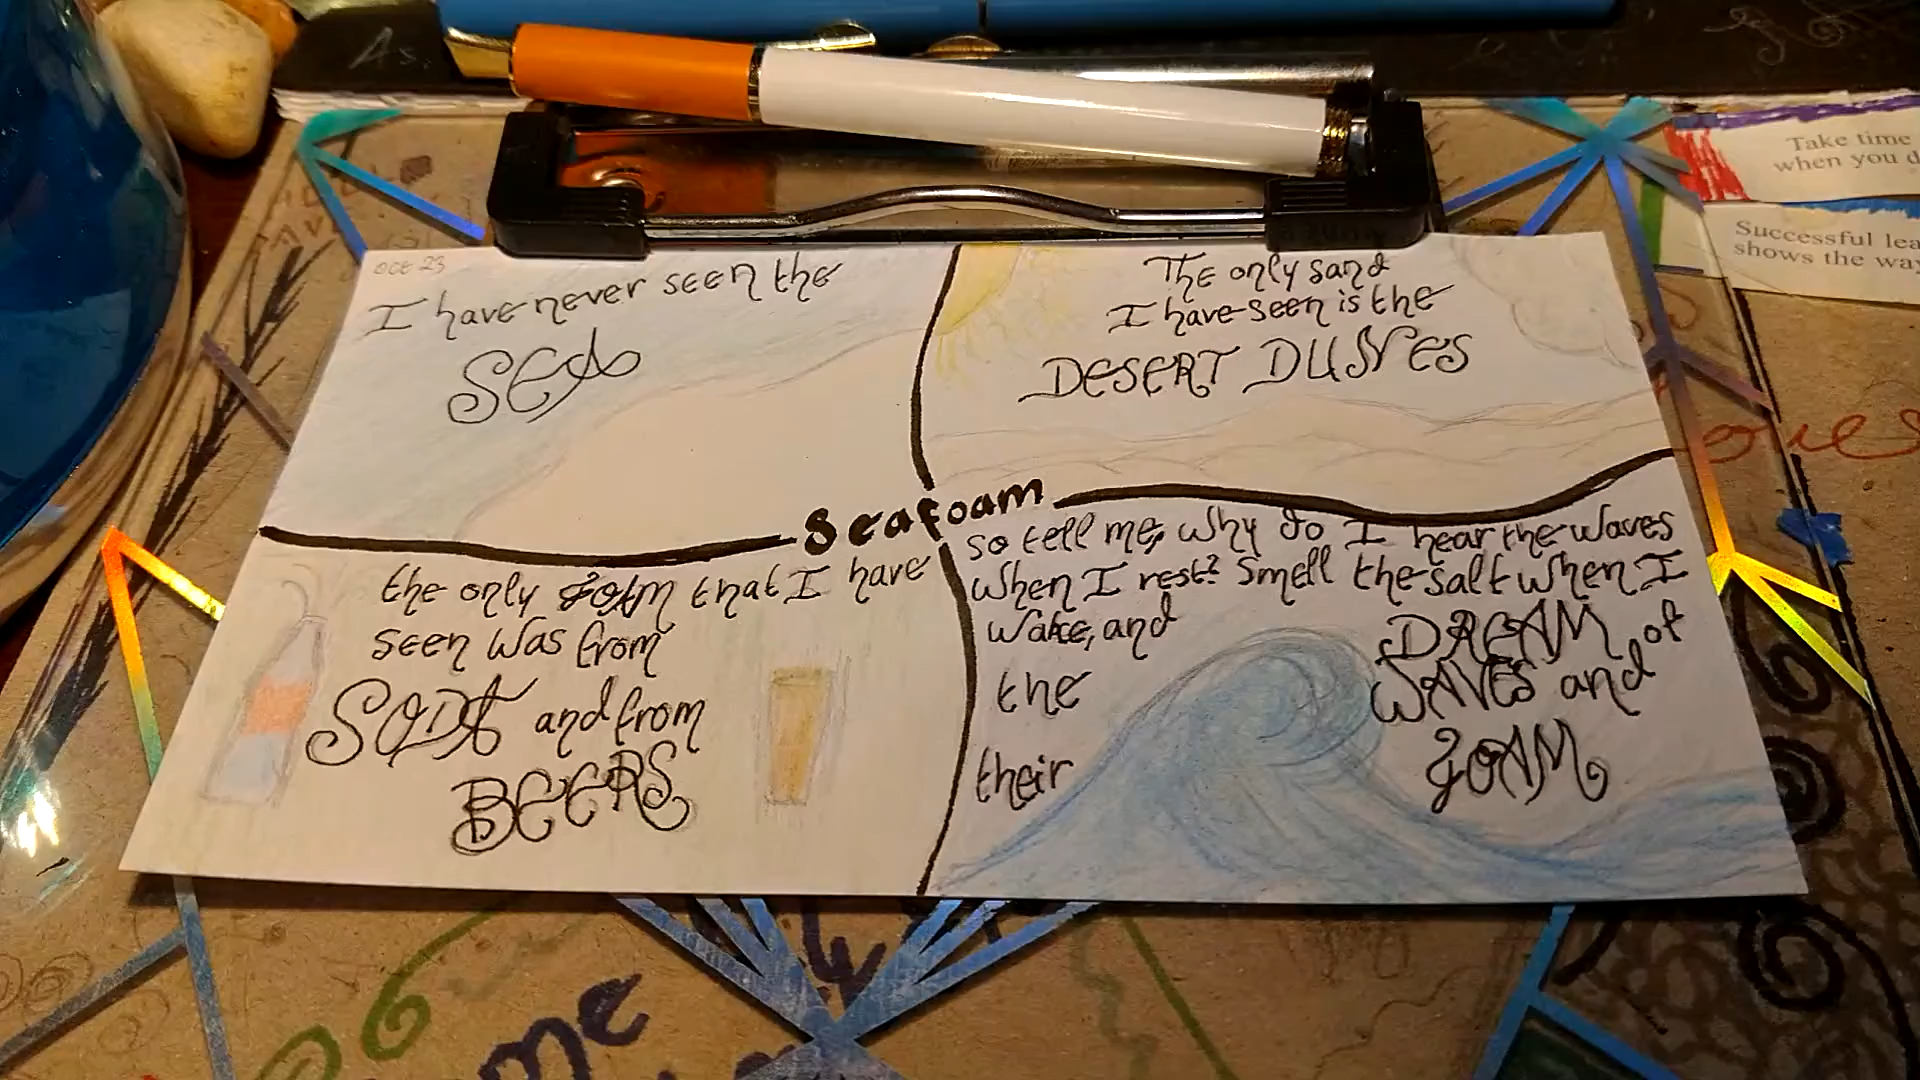 As.
Take time
when you d
Successful lea
shows the way
oct 23
I have never seen the
SEA
The only sand
I have seen is the
DESERT DUNES
Seafoam
the only FOAM that I have
seen was from
SODA and from
BEERS
so tell me, why do I hear the waves
when I rest? Smell the salt when I
wake, and
the
their
DREAM of
WAVES and
FOAM
me